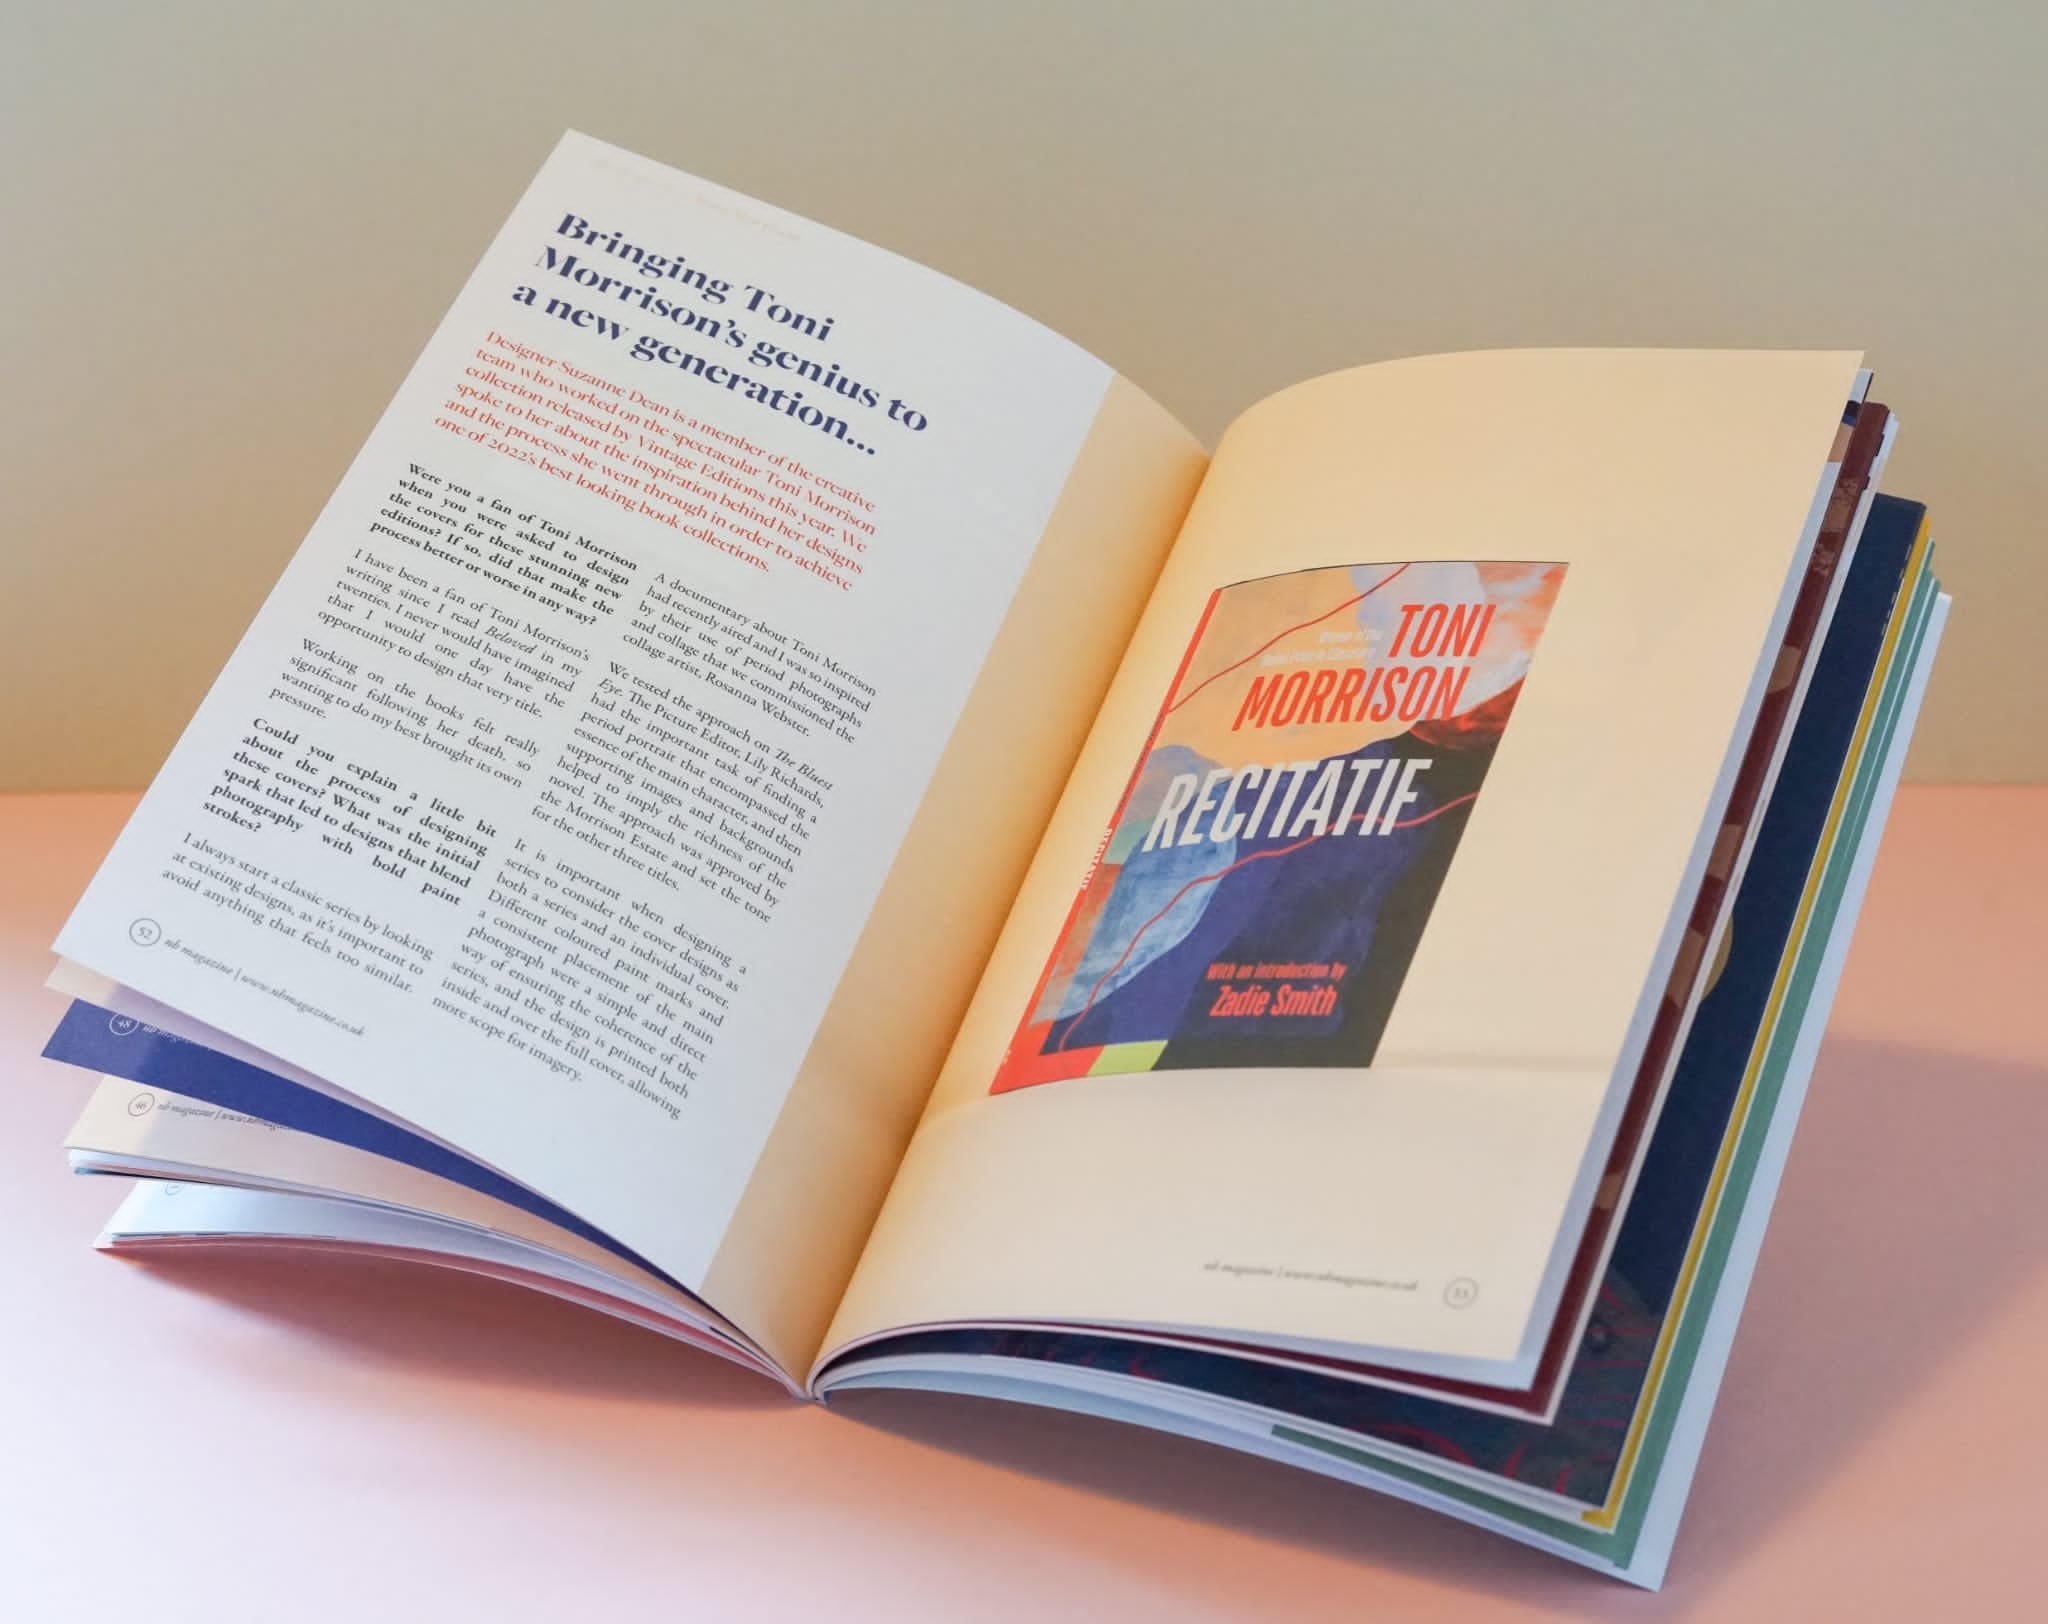 Bringing Toni
Morrison's genius to
a new generation...
Designer Suzanne Dean is a member of the creative
team who worked on the spectacular Toni Morrison
collection released by Vintage Editions this year. We
spoke to her about the inspiration behind her designs
and the process she went through in order to achieve
one of 2022's best looking book collections.
Were you a fan of Toni Morrison
when you were asked to design
the covers for these stunning new
editions? If so, did that make the
process better or worse in any way?
I have been a fan of Toni Morrison's
writing since I read Beloved in my
twenties. I never would have imagined
that I would one day have the
opportunity to design that very title.
Working on the books felt really
significant following her death, so
wanting to do my best brought its own
pressure.
Could you explain a little bit
about the process of designing
these covers? What was the initial
spark that led to designs that blend
photography with bold paint
strokes?
I always start a classic series by looking
at existing designs, as it's important to
avoid anything that feels too similar.
A documentary about Toni Morrison
had recently aired and I was so inspired
by their use of period photographs
and collage that we commissioned the
collage artist, Rosanna Webster.
We tested the approach on The Bluest
Eye. The Picture Editor, Lily Richards,
had the important task of finding a
period portrait that encompassed the
essence of the main character, and then
supporting images and backgrounds
helped to imply the richness of the
novel. The approach was approved by
the Morrison Estate and set the tone
for the other three titles.
It is important when designing a
series to consider the cover designs as
both a series and an individual cover.
Different coloured paint marks and
a consistent placement of the main
photograph were a simple and direct
way of ensuring the coherence of the
series, and the design is printed both
inside and over the full cover, allowing
more scope for imagery.
52 nb magazine | www.nbmagazine.co.uk
48 nb
46 nb magazine | www.nbmagazine.
Winner of the
Nobel Prize in Literature
TONI
MORRISON
RECITATIF
With an introduction by
Zadie Smith
nb magazine | www.nbmagazine.co.uk 53